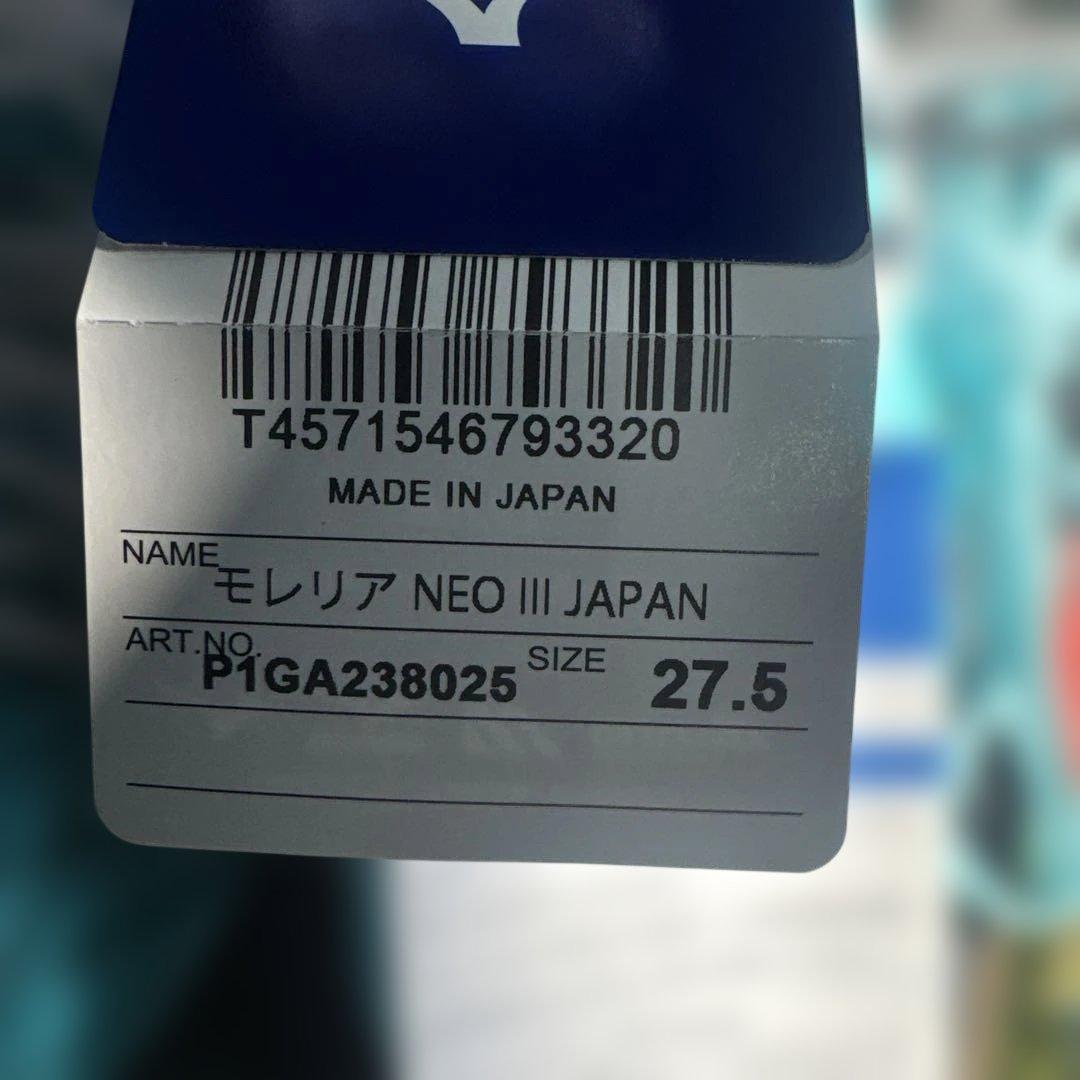 T4571546793320
MADE IN JAPAN
NAME
モレリア NEO III JAPAN
ART.NO.
P1GA238025 SIZE 27.5